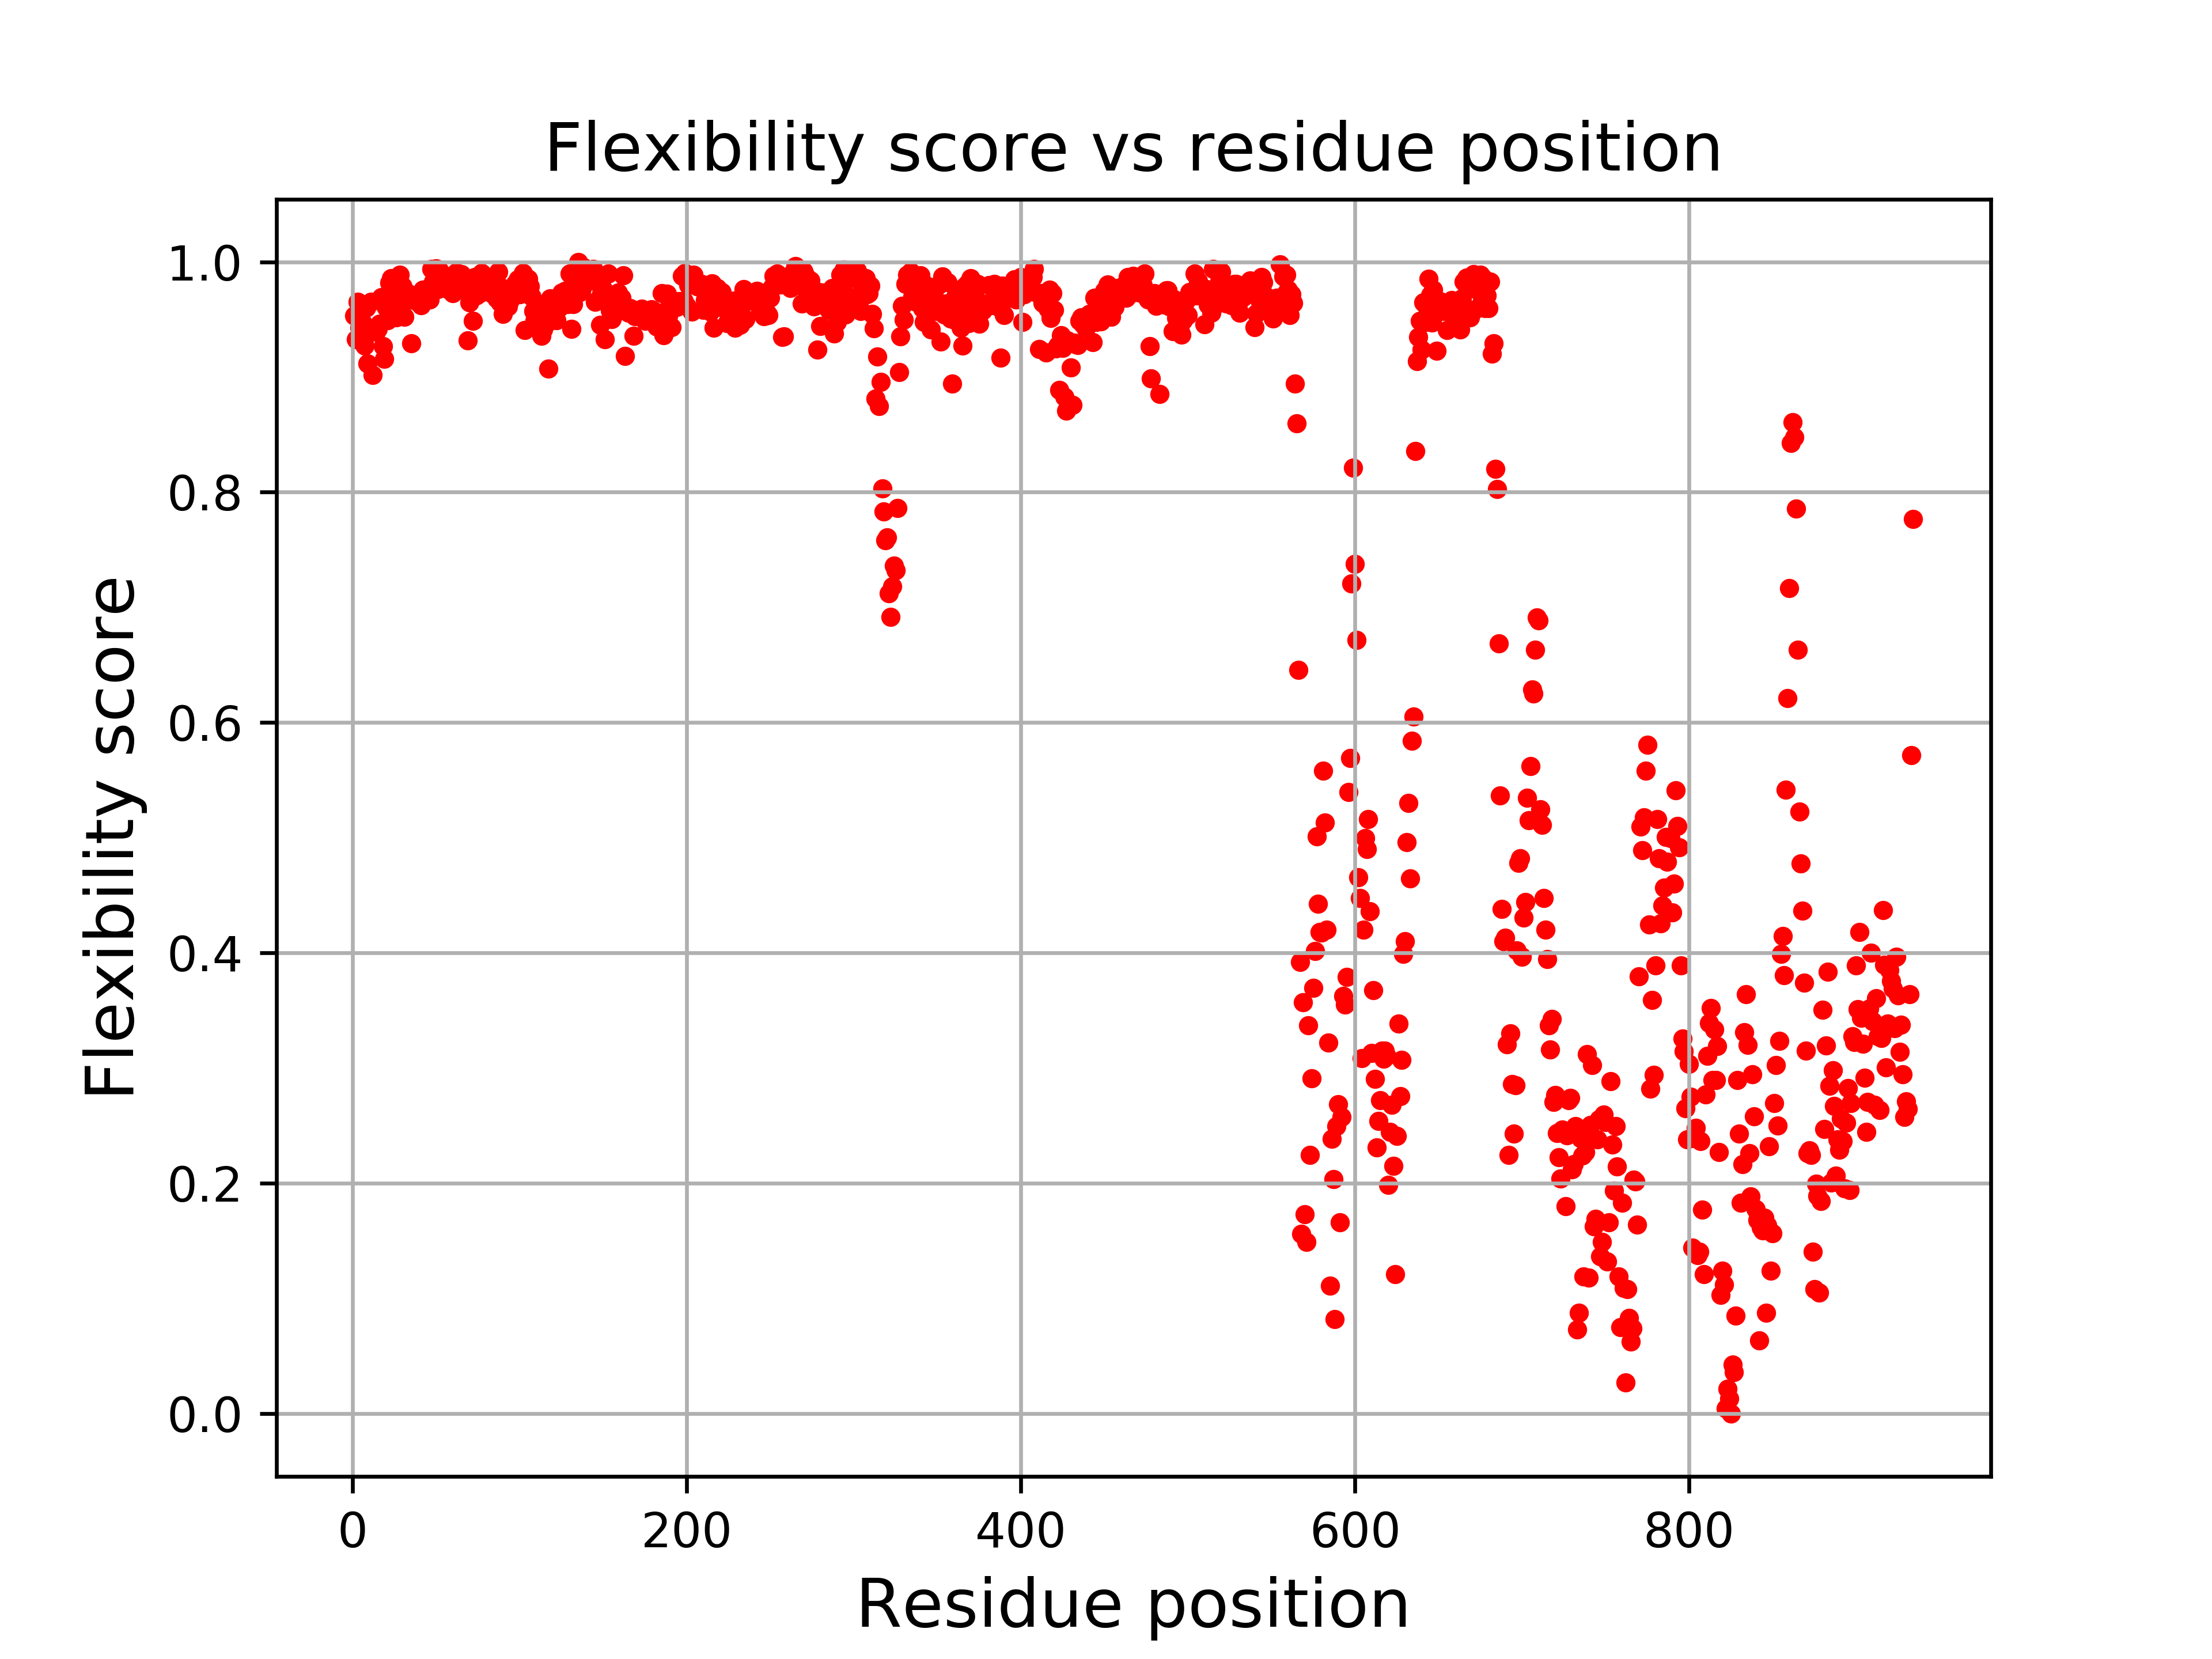 Flexibility score vs residue position
Flexibility score
1.0
0.8
0.6
0.4
0.2
0.0
0 200 400 600 800
Residue position